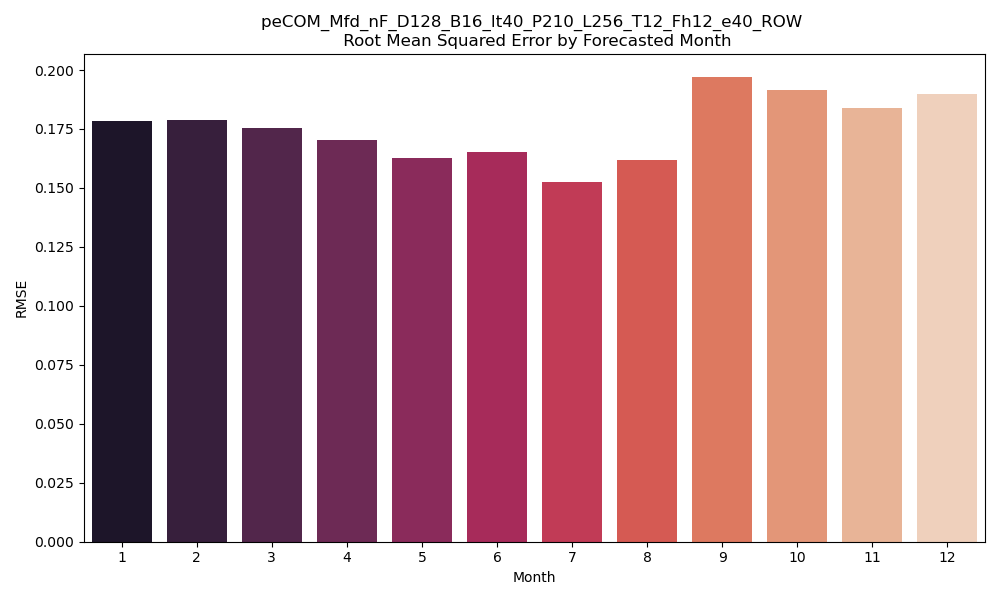 peCOM_Mfd_nF_D128_B16_lt40_P210_L256_T12_Fh12_e40_ROW
Root Mean Squared Error by Forecasted Month
RMSE
0.200
0.175
0.150
0.125
0.100
0.075
0.050
0.025
0.000
1 2 3 4 5 6 7 8 9 10 11 12
Month